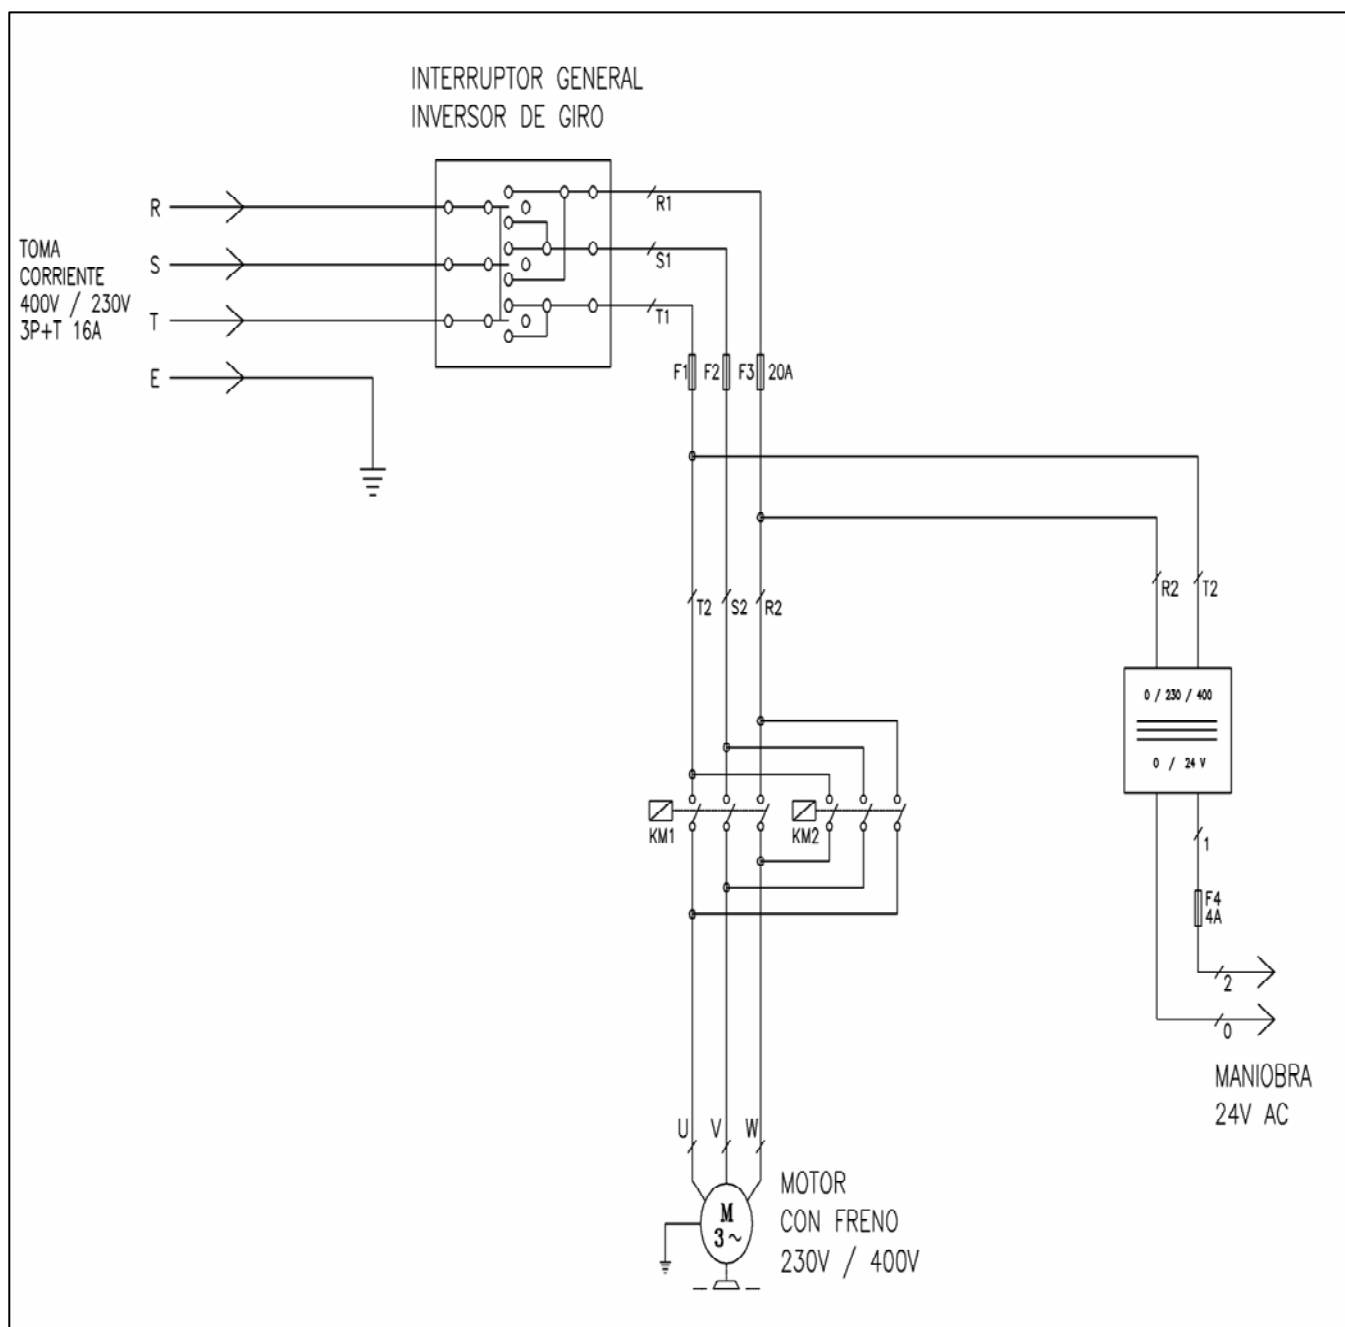 INTERRUPTOR GENERAL
INVERSOR DE GIRO
R
R1
TOMA
CORRIENTE
400V / 230V
3P+T 16A
S
S1
T
T1
E
F1
F2
F3
20A
T2
S2
R2
R2
T2
0 / 230 / 400
0 / 24 V
KM1
KM2
1
F4
4A
2
0
MANIOBRA
24V AC
U
V
W
M
3~
MOTOR
CON FRENO
230V / 400V